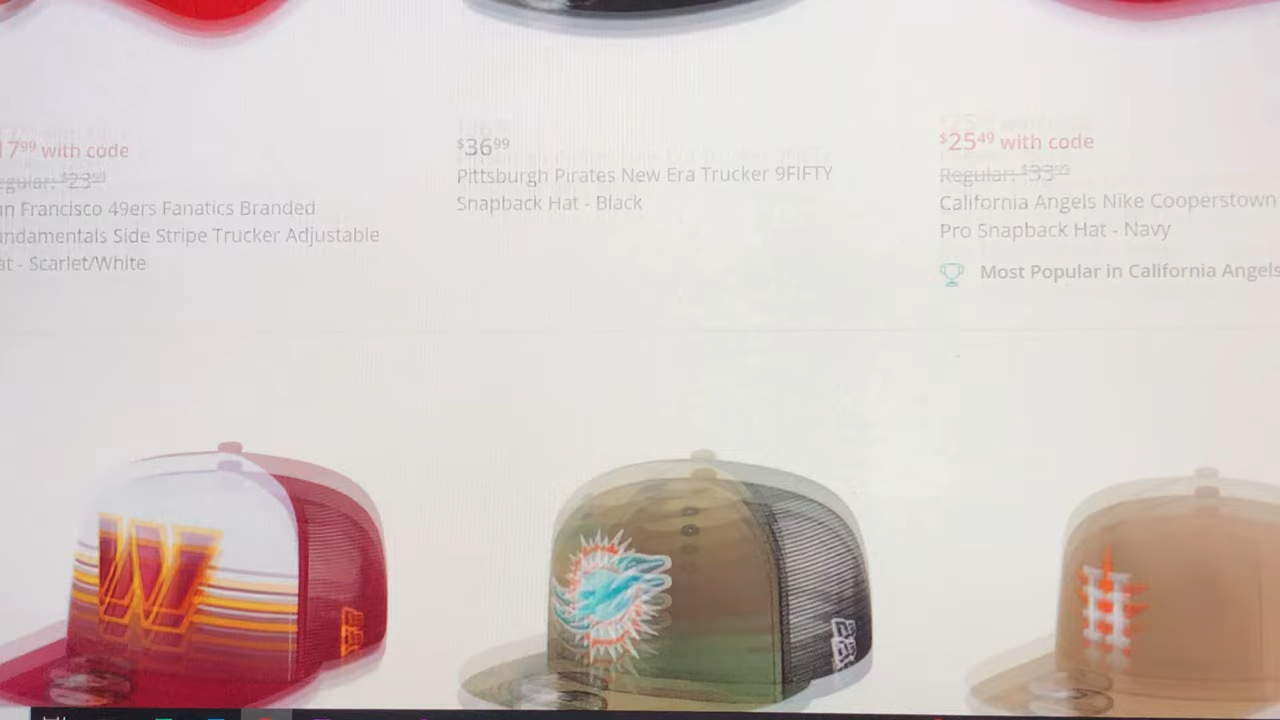 17⁹⁹ with code
egular: $23⁹⁹
n Francisco 49ers Fanatics Branded
ndamentals Side Stripe Trucker Adjustable
at - Scarlet/White
$36⁹⁹
Pittsburgh Pirates New Era Trucker 9FIFTY
Snapback Hat - Black
$25⁴⁹ with code
Regular: $33⁹⁹
California Angels Nike Cooperstown
Pro Snapback Hat - Navy
Most Popular in California Angels
W
H